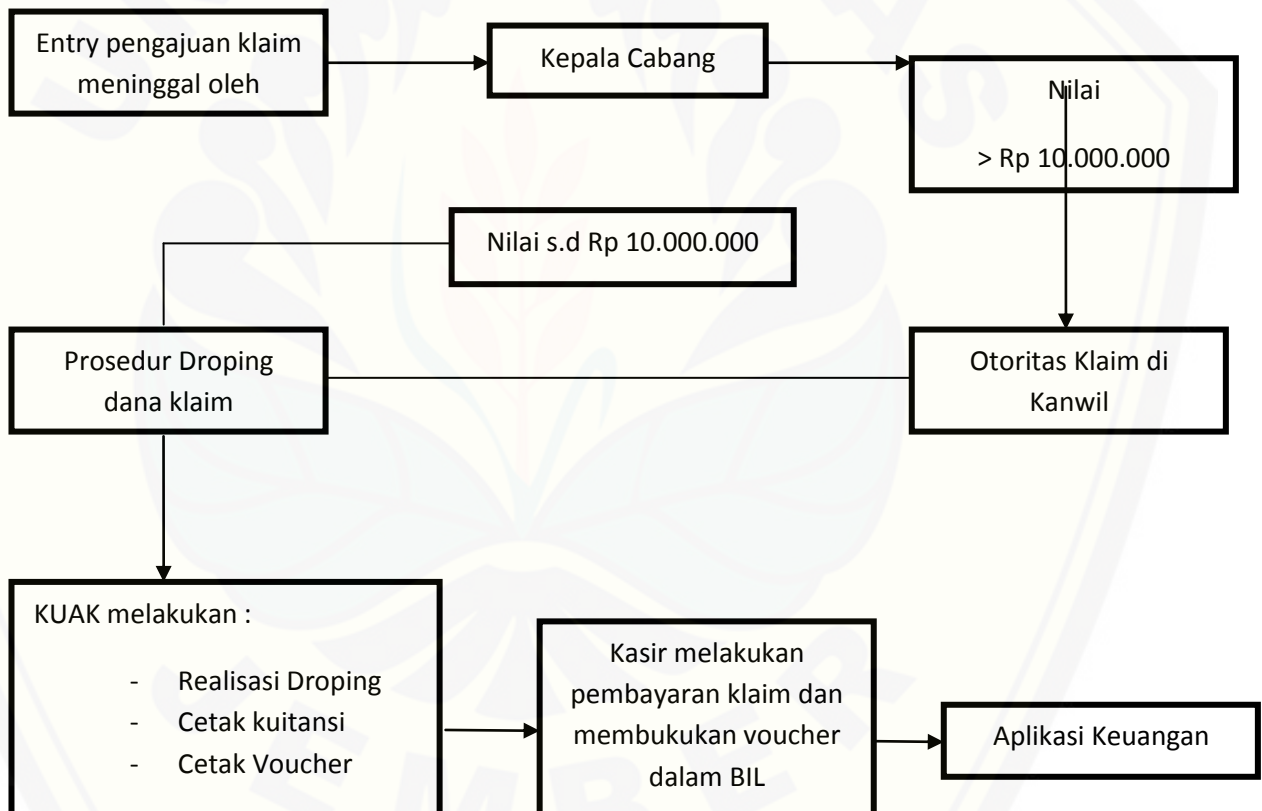 Entry pengajuan klaim
meninggal oleh
Kepala Cabang
Nilai
> Rp 10.000.000
Nilai s.d Rp 10.000.000
Prosedur Droping
dana klaim
Otoritas Klaim di
Kanwil
KUAK melakukan :
- Realisasi Droping
- Cetak kuitansi
- Cetak Voucher
Kasir melakukan
pembayaran klaim dan
membukukan voucher
dalam BIL
Aplikasi Keuangan